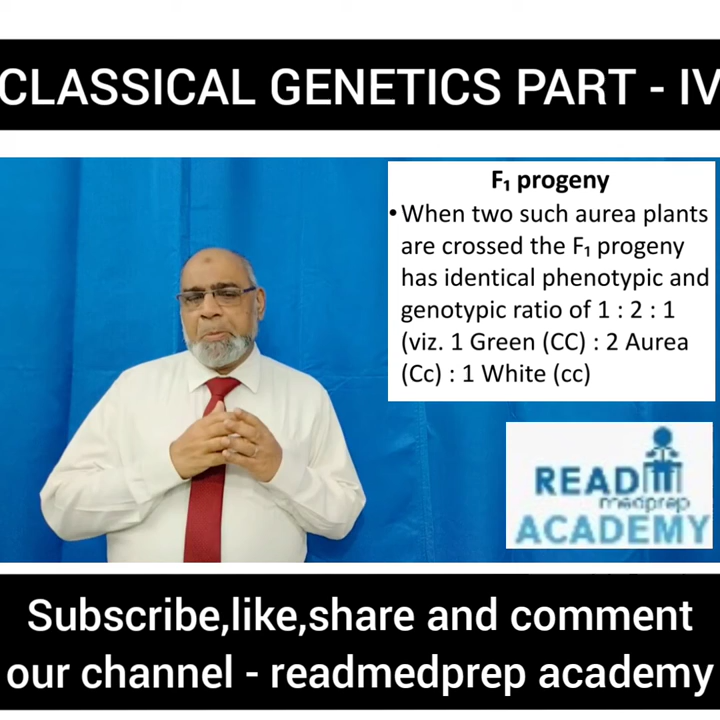 CLASSICAL GENETICS PART - IV
F₁ progeny
•When two such aurea plants
are crossed the F₁ progeny
has identical phenotypic and
genotypic ratio of 1 : 2 : 1
(viz. 1 Green (CC) : 2 Aurea
(Cc) : 1 White (cc)
READ
medprep
ACADEMY
Subscribe,like,share and comment
our channel - readmedprep academy